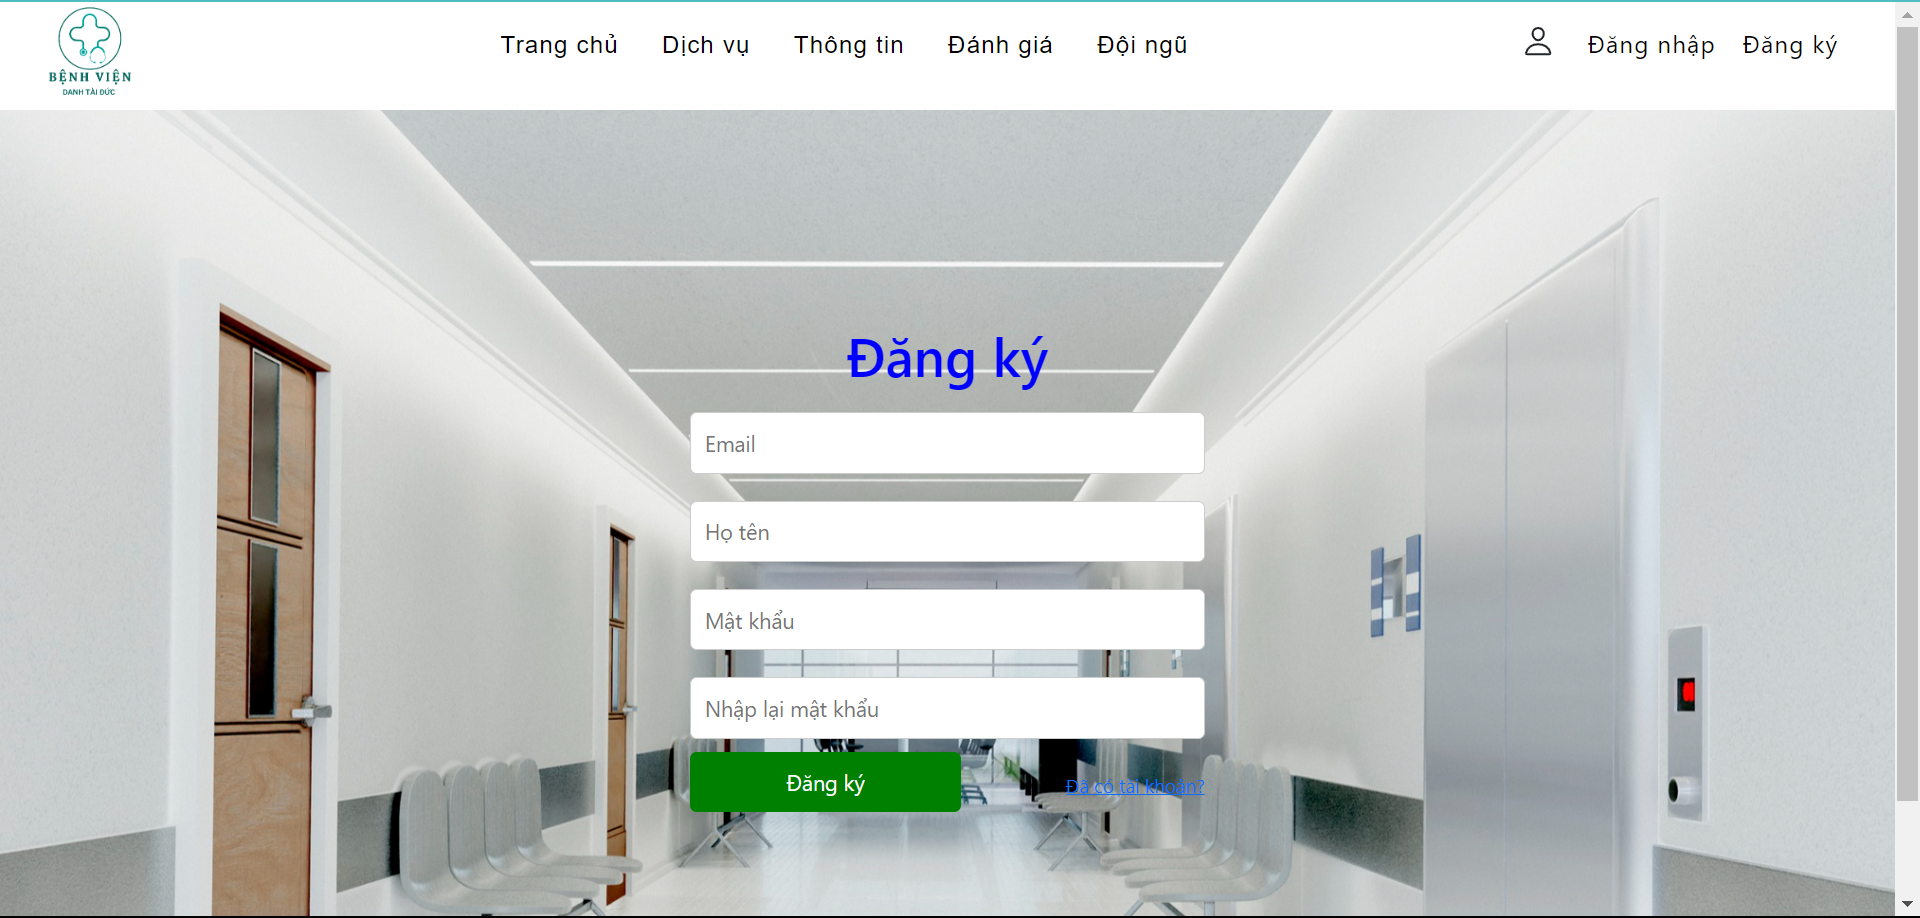 BỆNH VIỆN
DANH TÀI ĐỨC
Trang chủ Dịch vụ Thông tin Đánh giá Đội ngũ
Đăng nhập Đăng ký
Đăng ký
Email
Họ tên
Mật khẩu
Nhập lại mật khẩu
Đăng ký
Đã có tài khoản?